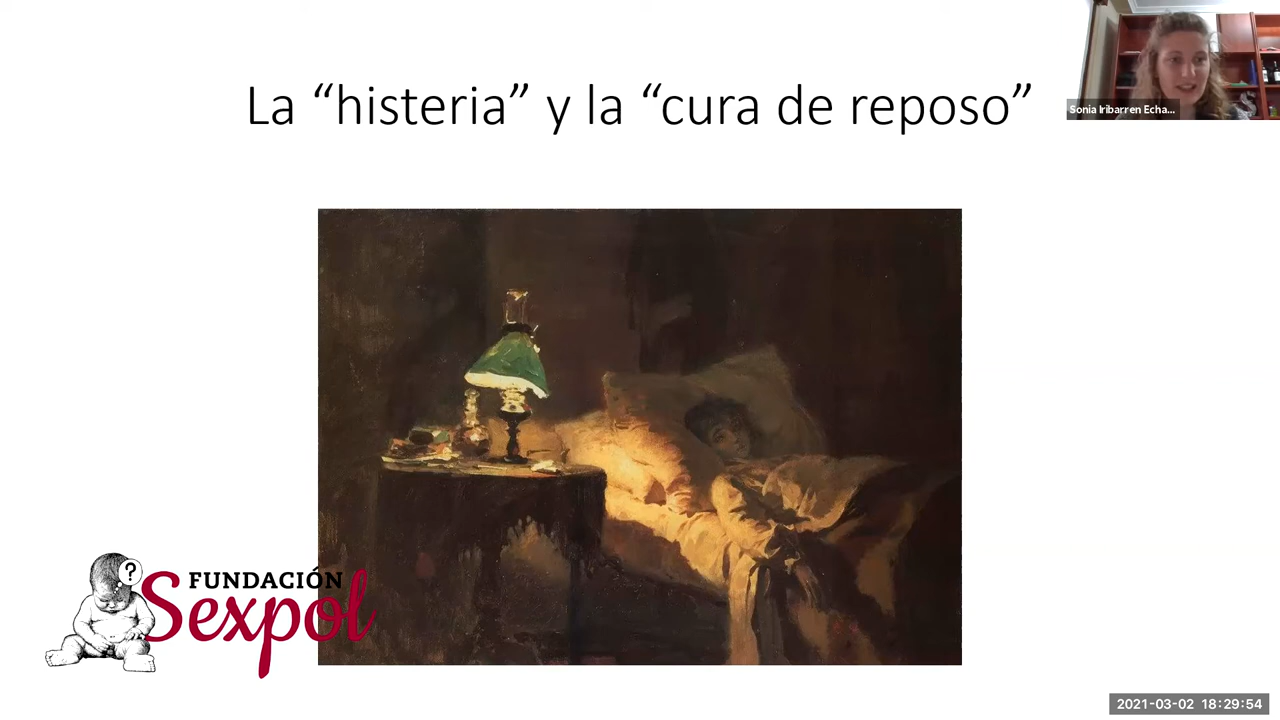 La “histeria” y la “cura de reposo”
Sonia Iribarren Echa...
?
FUNDACIÓN
Sexpol
2021-03-02 18:29:54